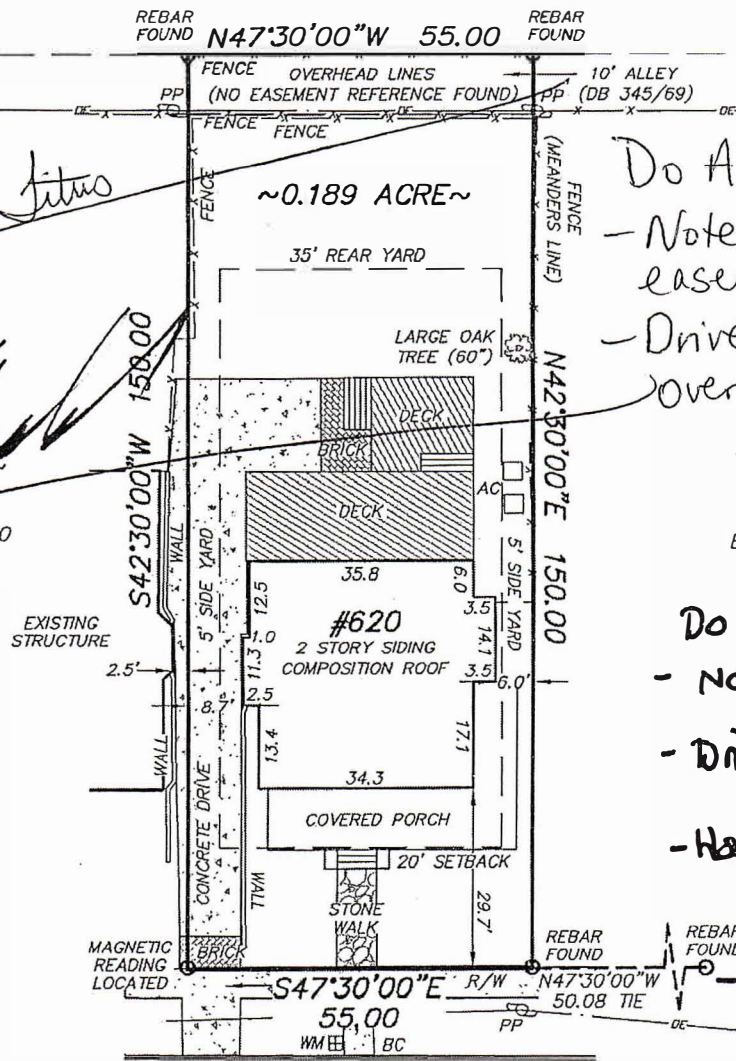 REBAR
FOUND
N47°30'00"W 55.00
REBAR
FOUND
FENCE
OVERHEAD LINES
(NO EASEMENT REFERENCE FOUND)
10' ALLEY
(DB 345/69)
PP
PP
OE
OE
OE
FENCE
FENCE
FENCE
FENCE
(MEANDERS LINE)
~0.189 ACRE~
Do A
- Note
ease
- Drive
over
35' REAR YARD
LARGE OAK
TREE (60")
S42°30'00"W 150.00
N42°30'00"E 150.00
DECK
BRICK
DECK
AC
WALL
5' SIDE YARD
5' SIDE YARD
35.8
6.0
12.5
3.5
#620
2 STORY SIDING
COMPOSITION ROOF
14.1
1.0
11.3
3.5
6.0'
EXISTING
STRUCTURE
2.5'
8.7'
2.5
13.4
17.1
Do
- No
- Dri
34.3
WALL
CONCRETE DRIVE
COVERED PORCH
20' SETBACK
WALL
29.7'
STONE
WALK
BRICK
MAGNETIC
READING
LOCATED
REBAR
FOUND
REBAR
FOUND
S47°30'00"E
55.00
R/W
N47°30'00"W
50.08 TIE
PP
OE
WM
BC